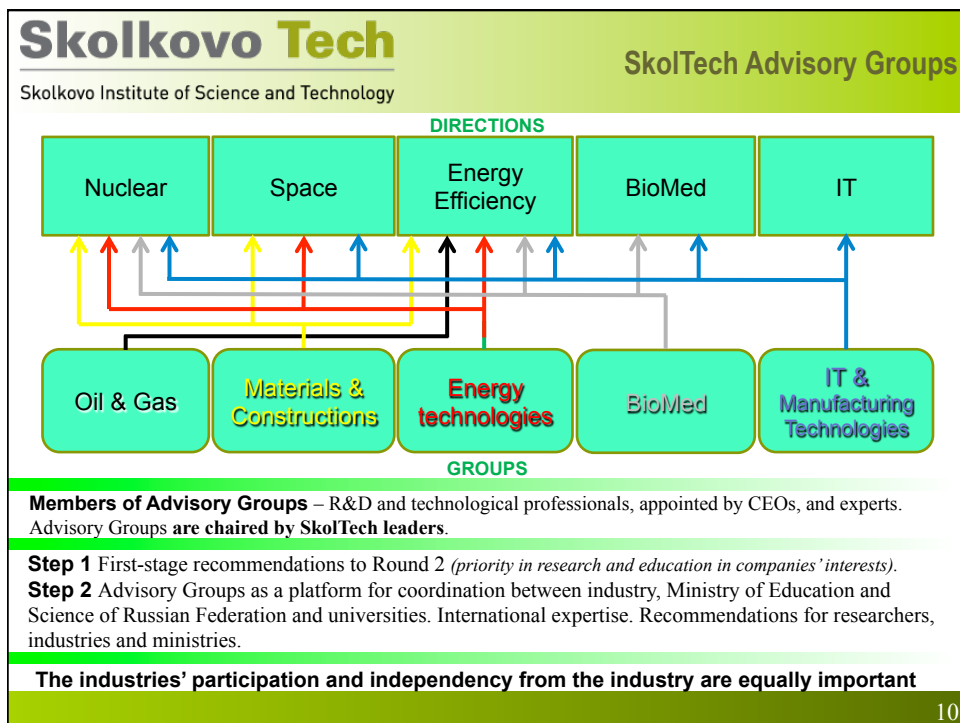 Skolkovo Tech
Skolkovo Institute of Science and Technology
SkolTech Advisory Groups
DIRECTIONS
Nuclear
Space
Energy
Efficiency
BioMed
IT
Oil & Gas
Materials &
Constructions
Energy
technologies
BioMed
IT &
Manufacturing
Technologies
GROUPS
Members of Advisory Groups – R&D and technological professionals, appointed by CEOs, and experts.
Advisory Groups are chaired by SkolTech leaders.
Step 1 First-stage recommendations to Round 2 (priority in research and education in companies' interests).
Step 2 Advisory Groups as a platform for coordination between industry, Ministry of Education and
Science of Russian Federation and universities. International expertise. Recommendations for researchers,
industries and ministries.
The industries' participation and independency from the industry are equally important
10